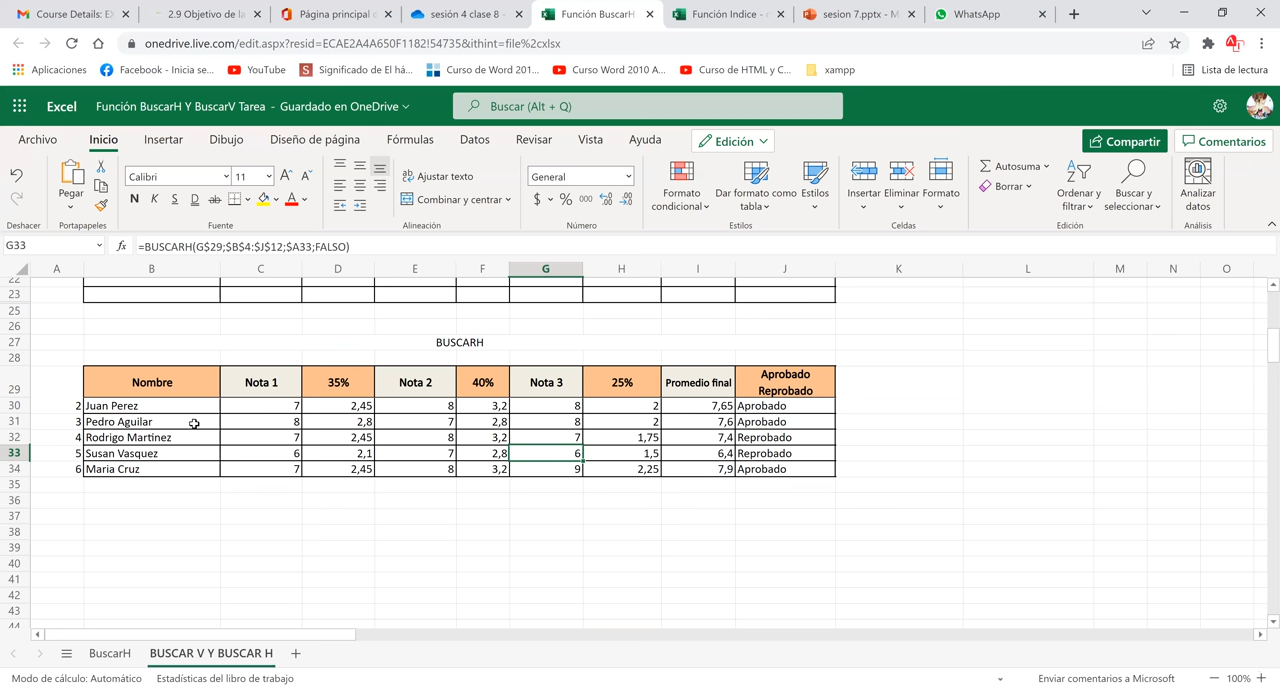 Course Details: E
2.9 Objetivo de la
Página principal c
sesión 4 clase 8 -
Función BuscarH
Función Indice -
sesion 7.pptx - M
WhatsApp
onedrive.live.com/edit.aspx?resid=ECAE2A4A650F1182!54735&ithint=file%2cxlsx
Aplicaciones
Facebook - Inicia se...
YouTube
Significado de El há...
Curso de Word 201...
Curso Word 2010 A...
Curso de HTML y C...
xampp
Lista de lectura
Excel
Función BuscarH Y BuscarV Tarea - Guardado en OneDrive
Buscar (Alt + Q)
Archivo Inicio Insertar Dibujo Diseño de página Fórmulas Datos Revisar Vista Ayuda
Edición
Compartir
Comentarios
Pegar
Calibri 11
N K S D ab
Ajustar texto
Combinar y centrar
General
$ % 000
Formato condicional
Dar formato como tabla
Estilos
Insertar Eliminar Formato
Autosuma
Borrar
Ordenar y filtrar
Buscar y seleccionar
Analizar datos
Deshacer Portapapeles Fuente Alineación Número Estilos Celdas Edición Análisis
G33
fx =BUSCARH(G$29;$B$4:$J$12;$A33;FALSO)
A B C D E F G H I J K L M N O
22
23
25
26
27 BUSCARH
28
29 Nombre Nota 1 35% Nota 2 40% Nota 3 25% Promedio final Aprobado Reprobado
30 2 Juan Perez 7 2,45 8 3,2 8 2 7,65 Aprobado
31 3 Pedro Aguilar 8 2,8 7 2,8 8 2 7,6 Aprobado
32 4 Rodrigo Martinez 7 2,45 8 3,2 7 1,75 7,4 Reprobado
33 5 Susan Vasquez 6 2,1 7 2,8 6 1,5 6,4 Reprobado
34 6 Maria Cruz 7 2,45 8 3,2 9 2,25 7,9 Aprobado
35
36
37
38
39
40
41
42
43
44
BuscarH
BUSCAR V Y BUSCAR H
Modo de cálculo: Automático
Estadísticas del libro de trabajo
Enviar comentarios a Microsoft
100%